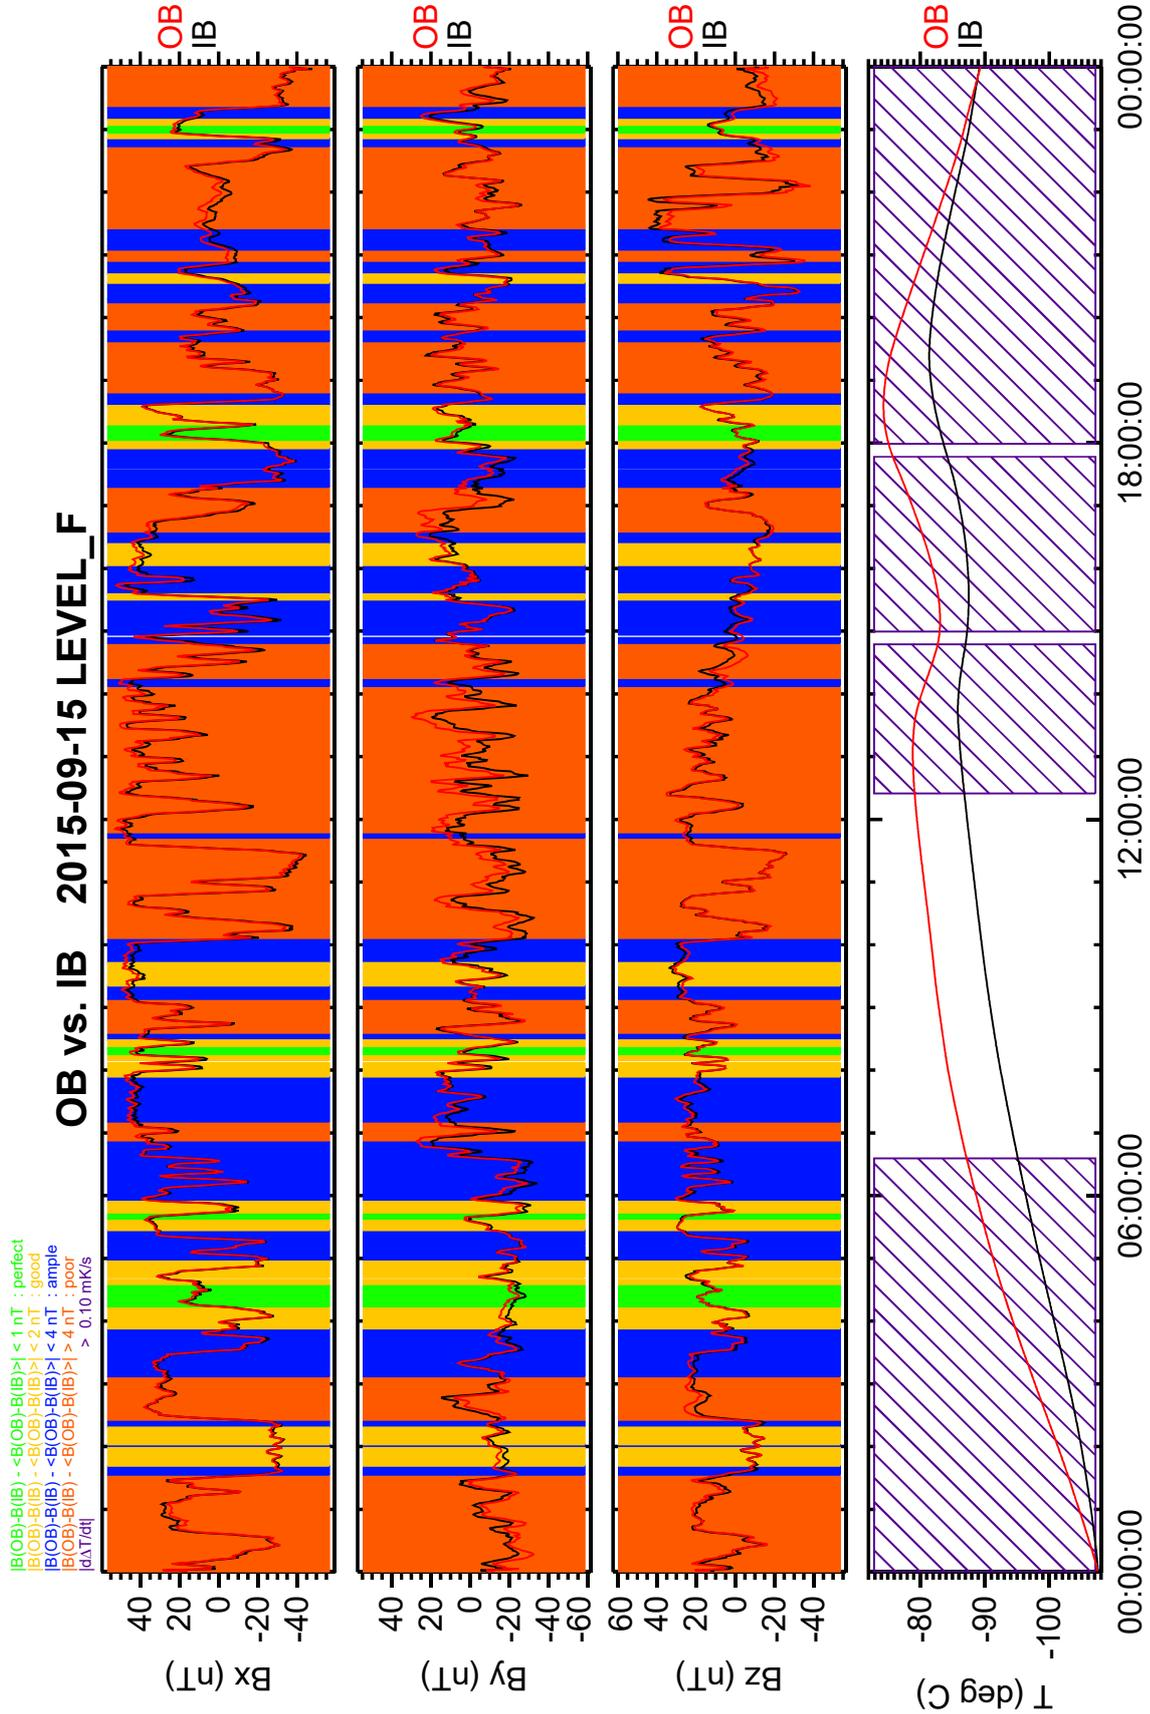 OB vs. IB 2015-09-15 LEVEL_F
|B(OB)-B(IB) - <B(OB)-B(IB)>| < 1 nT : perfect
|B(OB)-B(IB) - <B(OB)-B(IB)>| < 2 nT : good
|B(OB)-B(IB) - <B(OB)-B(IB)>| < 4 nT : ample
|B(OB)-B(IB) - <B(OB)-B(IB)>| > 4 nT : poor
|dΔT/dt| > 0.10 mK/s
Bx (nT)
40
20
0
-20
-40
OB
IB
By (nT)
40
20
0
-20
-40
-60
OB
IB
Bz (nT)
60
40
20
0
-20
-40
OB
IB
T (deg C)
-80
-90
-100
OB
IB
00:00:00 06:00:00 12:00:00 18:00:00 00:00:00